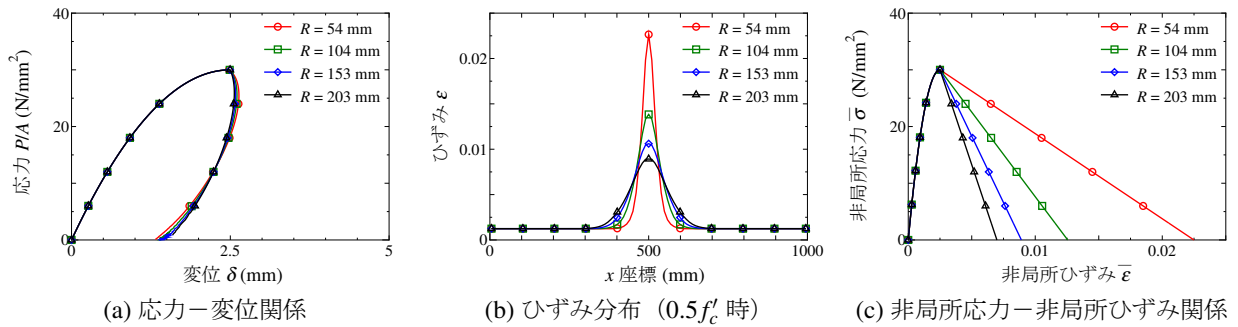 R = 54 mm
R = 104 mm
R = 153 mm
R = 203 mm
40
20
0
0
2.5
5
応力 P/A (N/mm²)
変位 δ (mm)
(a) 応力−変位関係
R = 54 mm
R = 104 mm
R = 153 mm
R = 203 mm
0.02
0.01
0
0
500
1000
ひずみ ε
x 座標 (mm)
(b) ひずみ分布（0.5f′c 時）
R = 54 mm
R = 104 mm
R = 153 mm
R = 203 mm
40
20
0
0
0.01
0.02
非局所応力 σ̅ (N/mm²)
非局所ひずみ ε̅
(c) 非局所応力−非局所ひずみ関係